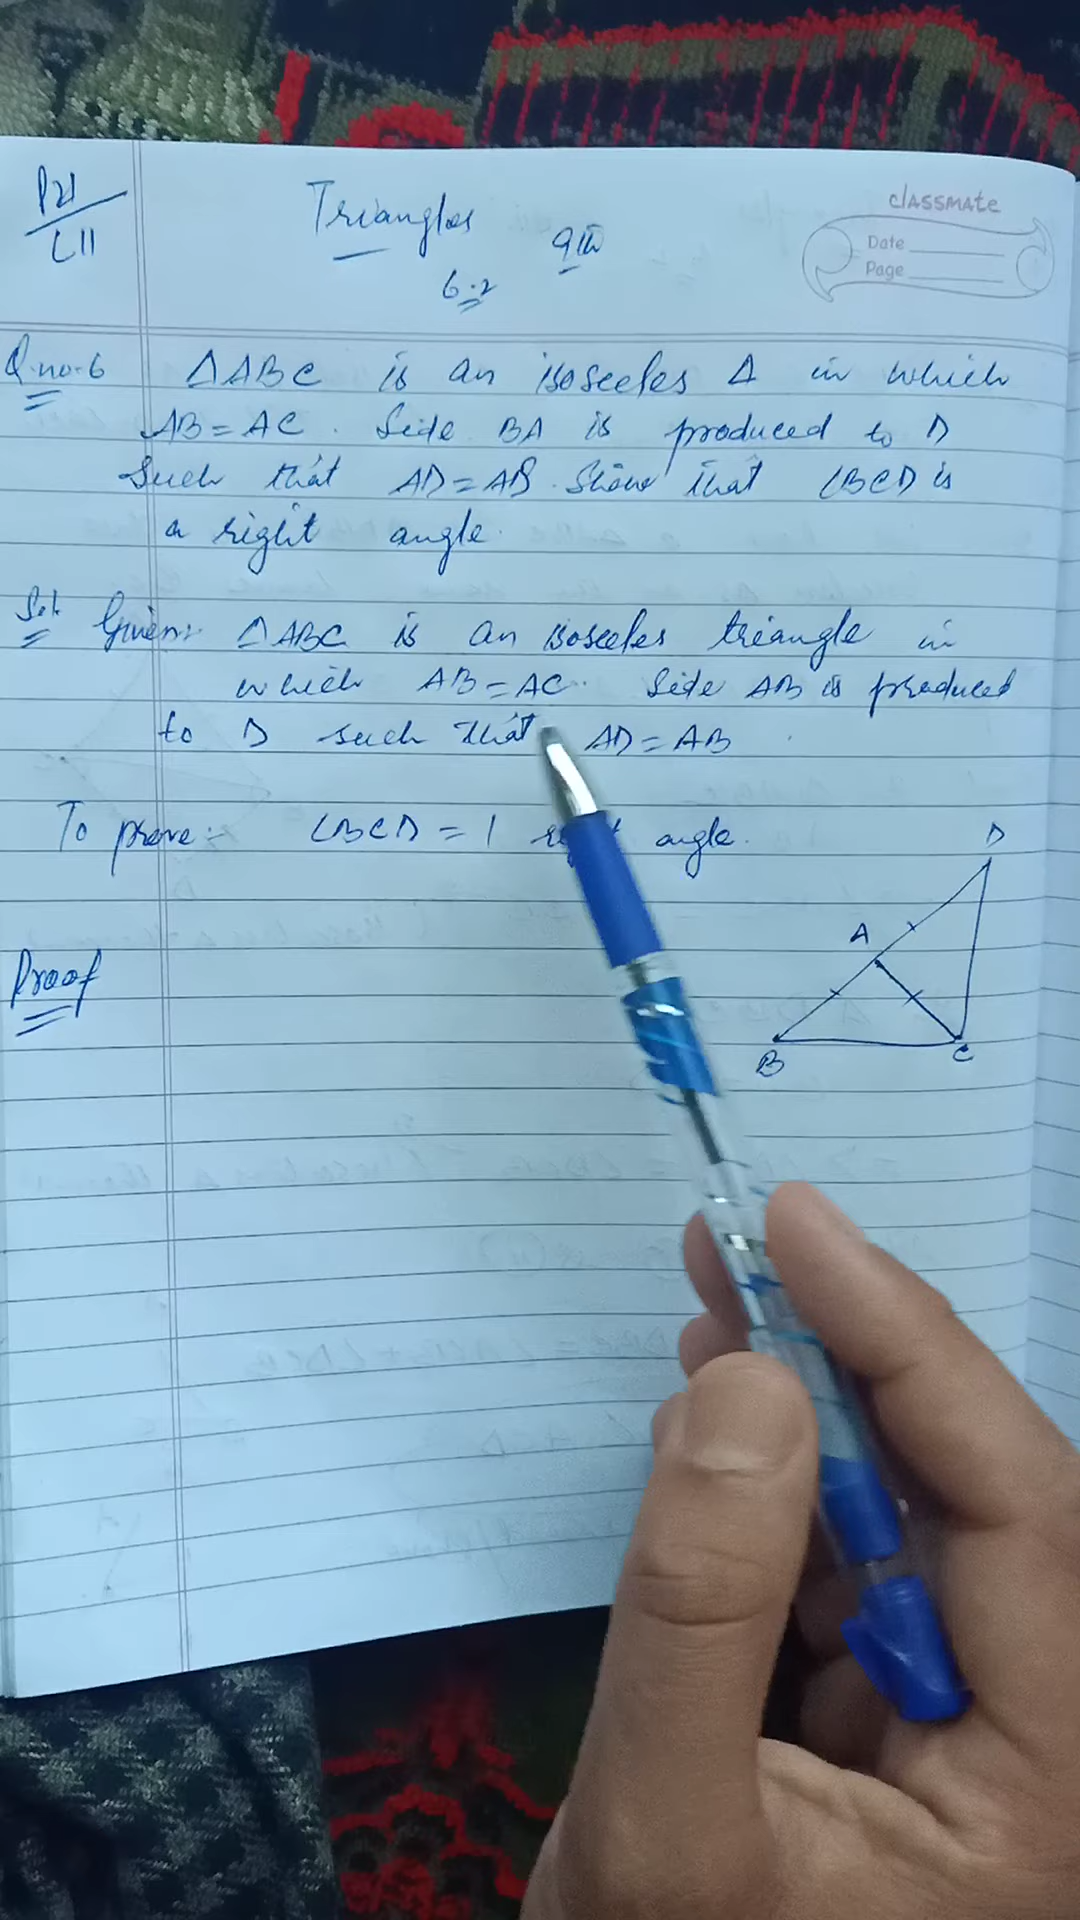 P21
L11
Triangles
9th
6.2
classmate
Date
Page
Q.no.6 ΔABC is an isosceles Δ in which
AB = AC. Side BA is produced to D
Such that AD = AB. Show that ∠BCD is
a right angle.
Sol. Given:- ΔABC is an isosceles triangle in
which AB = AC. Side AB is produced
to D such that AD = AB
To prove:- ∠BCD = 1 angle.
Proof
D
A
B
C